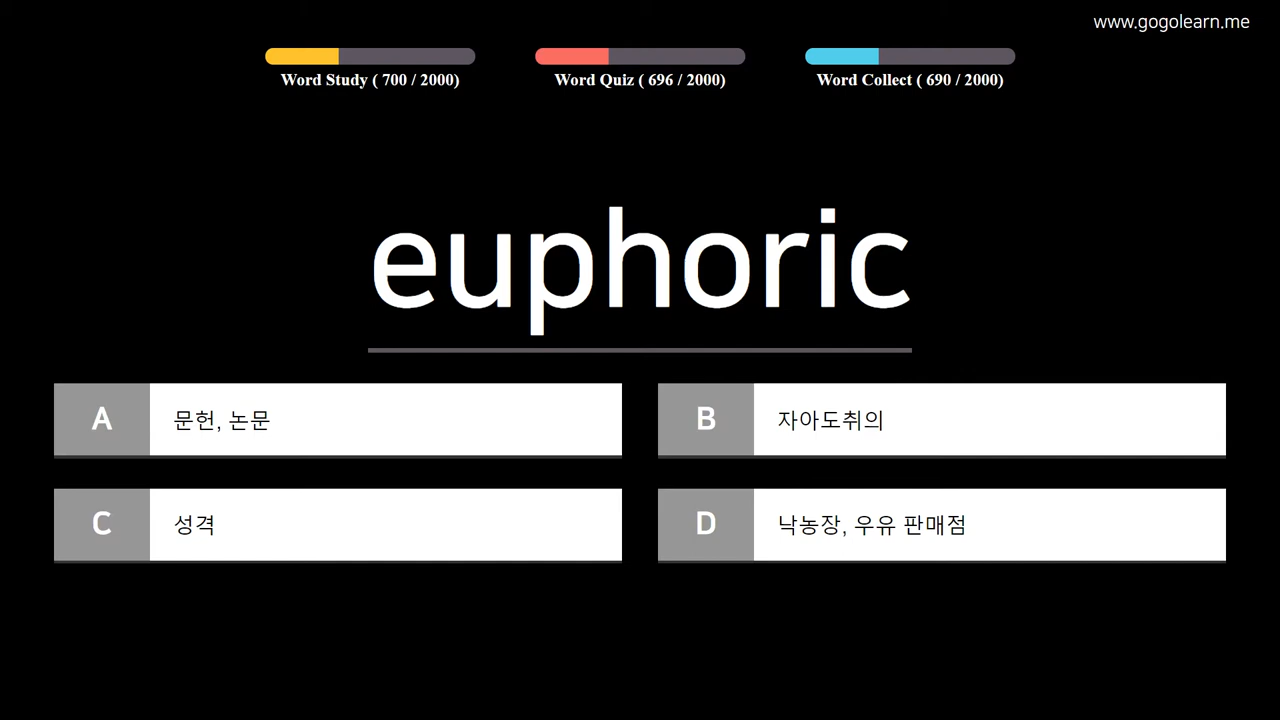 www.gogolearn.me
Word Study ( 700 / 2000)
Word Quiz ( 696 / 2000)
Word Collect ( 690 / 2000)
euphoric
A 문헌, 논문
B 자아도취의
C 성격
D 낙농장, 우유 판매점